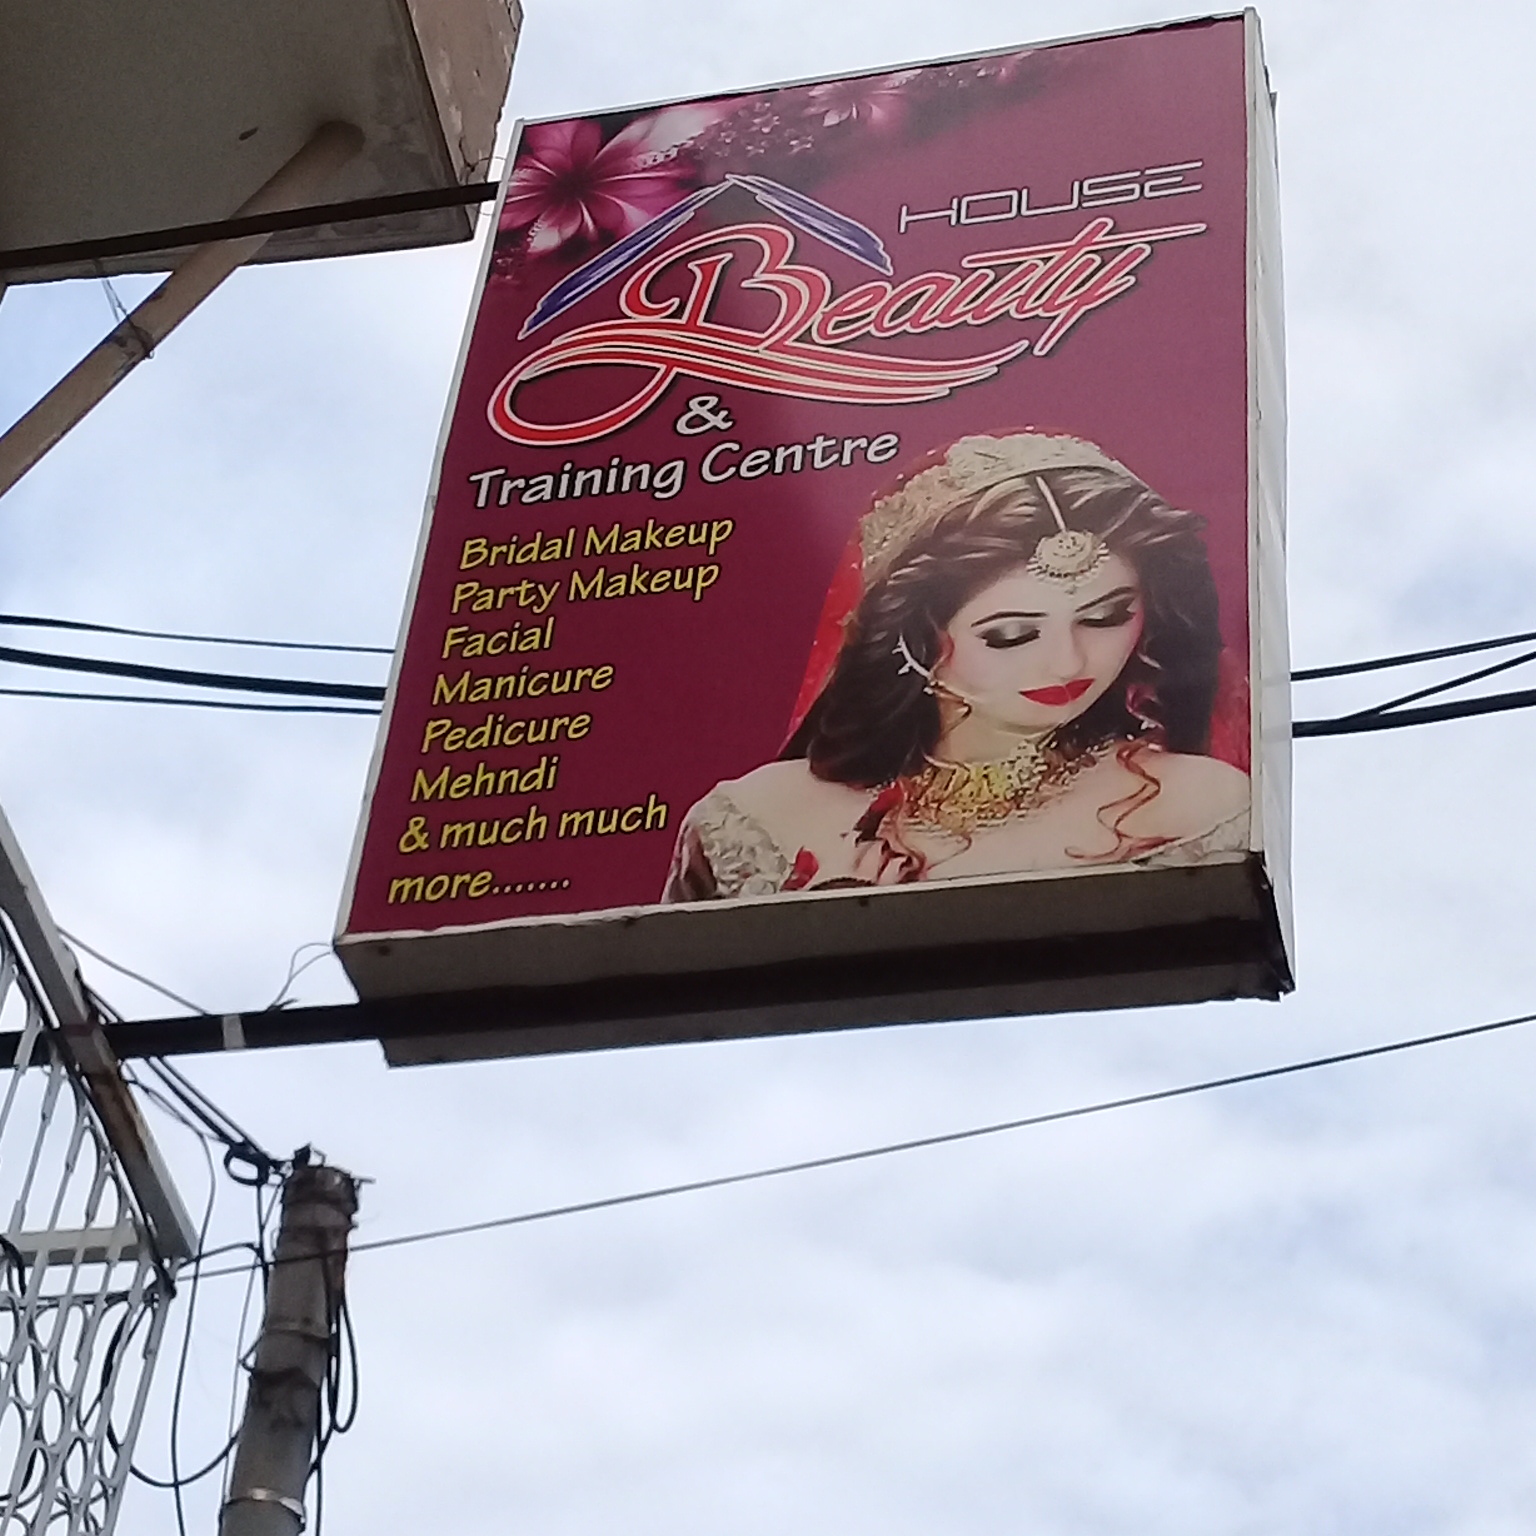 HOUSE
Beauty
&
Training Centre
Bridal Makeup
Party Makeup
Facial
Manicure
Pedicure
Mehndi
& much much
more.......